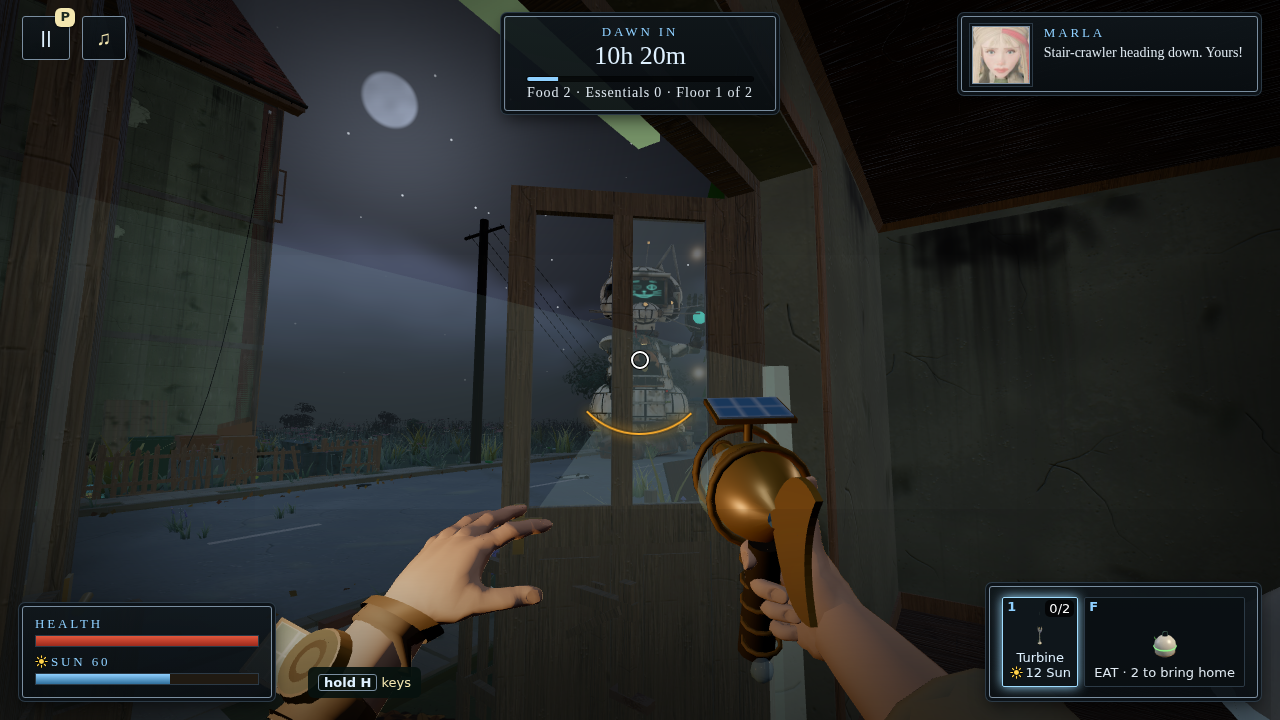 P
DAWN IN
10h 20m
Food 2 · Essentials 0 · Floor 1 of 2
MARLA
Stair-crawler heading down. Yours!
HEALTH
SUN 60
hold H keys
1
0/2
Turbine
12 Sun
F
EAT · 2 to bring home